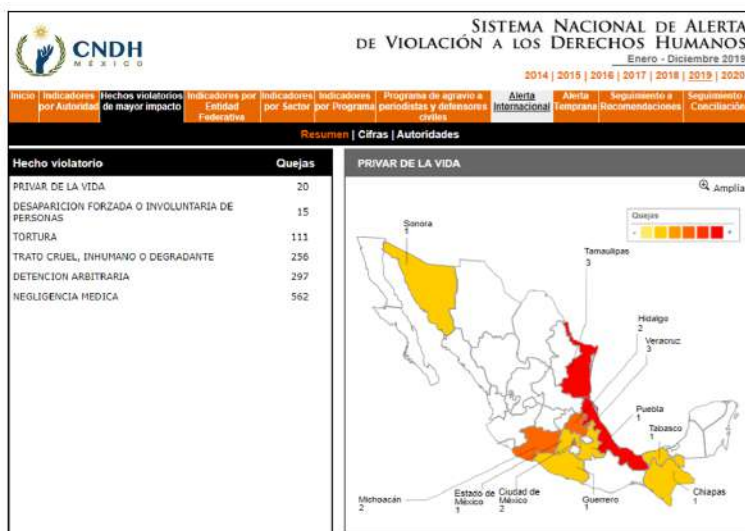 CNDH
MÉXICO
SISTEMA NACIONAL DE ALERTA
DE VIOLACIÓN A LOS DERECHOS HUMANOS
Enero - Diciembre 2019
2014 | 2015 | 2016 | 2017 | 2018 | 2019 | 2020
Inicio
Indicadores por Autoridad
Hechos violatorios de mayor impacto
Indicadores por Entidad Federativa
Indicadores por Sector
Indicadores por Programa
Programa de agravio a periodistas y defensores civiles
Alerta Internacional
Alerta Temprana
Seguimiento a Recomendaciones
Seguimiento a Conciliación
Resumen | Cifras | Autoridades
Hecho violatorio Quejas
PRIVAR DE LA VIDA 20
DESAPARICION FORZADA O INVOLUNTARIA DE
PERSONAS 15
TORTURA 111
TRATO CRUEL, INHUMANO O DEGRADANTE 256
DETENCION ARBITRARIA 297
NEGLIGENCIA MEDICA 562
PRIVAR DE LA VIDA
Amplia
Quejas
- +
Sonora
1
Tamaulipas
3
Hidalgo
2
Veracruz
3
Puebla
1
Tabasco
1
Chiapas
1
Guerrero
1
Ciudad de
México
2
Estado de
México
1
Michoacán
2